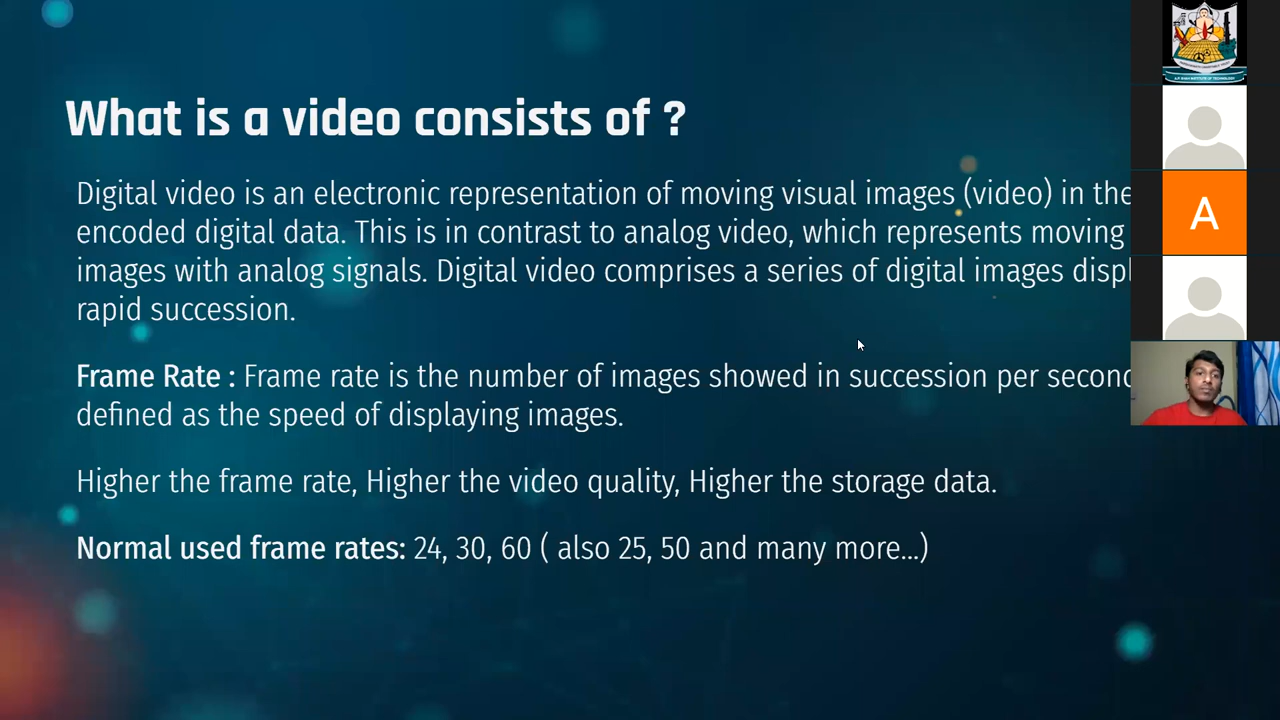 What is a video consists of ?
Digital video is an electronic representation of moving visual images (video) in the
encoded digital data. This is in contrast to analog video, which represents moving
images with analog signals. Digital video comprises a series of digital images
rapid succession.
Frame Rate : Frame rate is the number of images showed in succession per
defined as the speed of displaying images.
Higher the frame rate, Higher the video quality, Higher the storage data.
Normal used frame rates: 24, 30, 60 ( also 25, 50 and many more...)
A